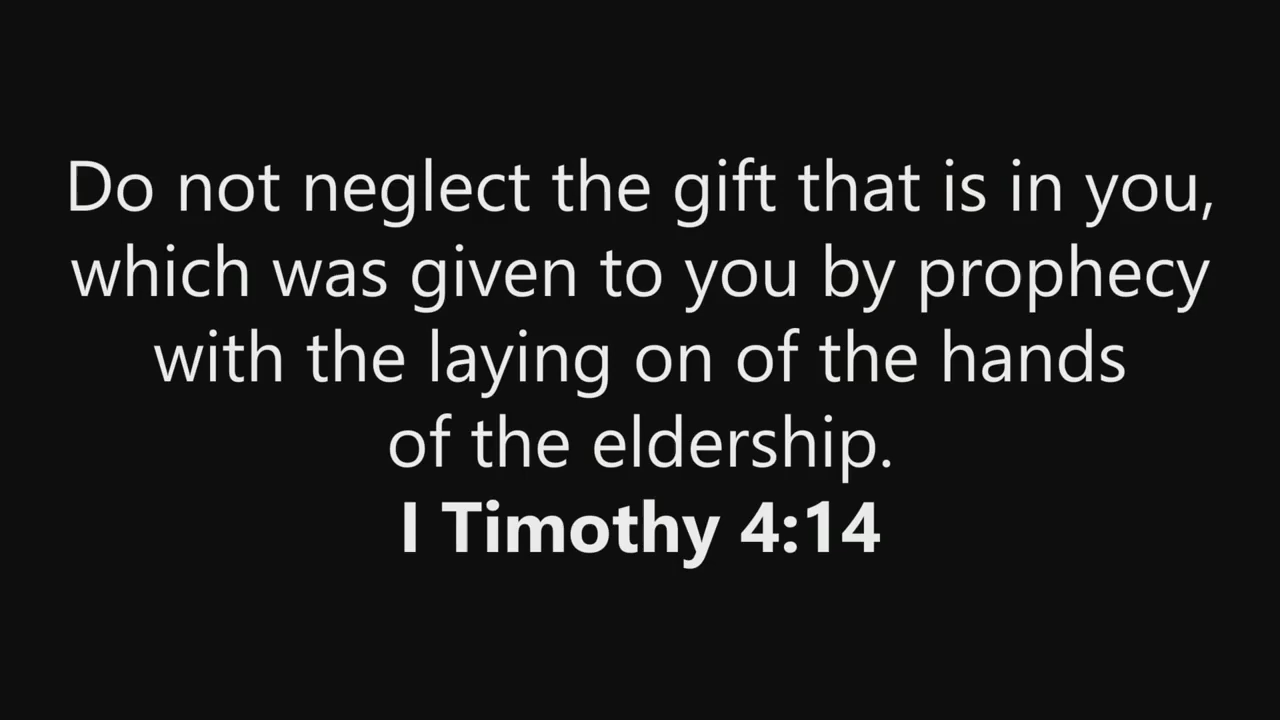 Do not neglect the gift that is in you,
which was given to you by prophecy
with the laying on of the hands
of the eldership.
I Timothy 4:14